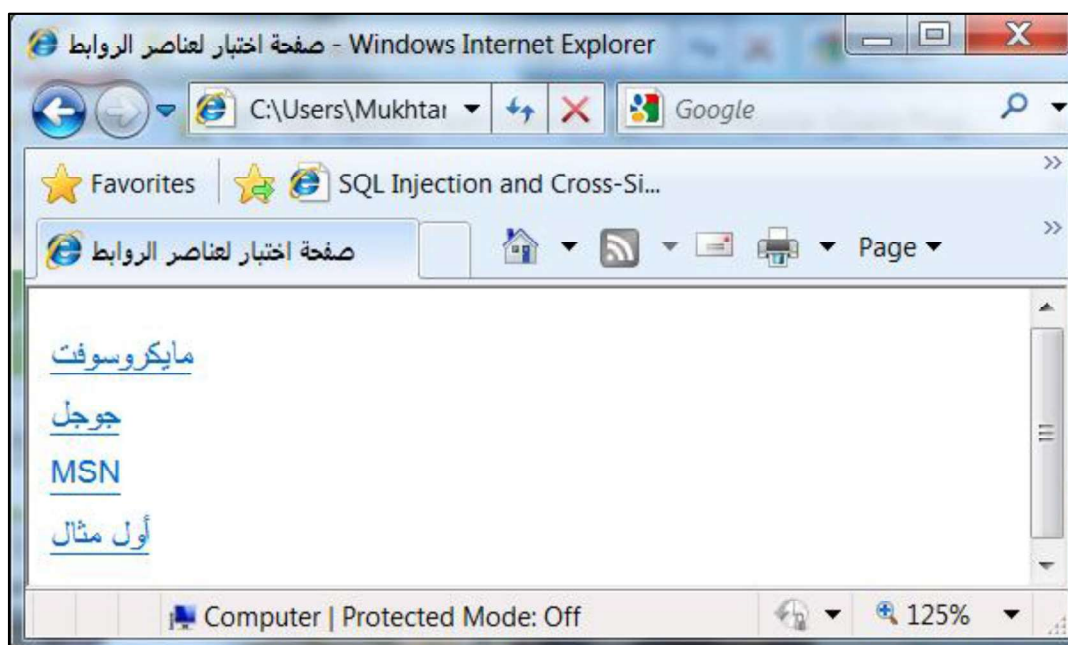 صفحة اختبار لعناصر الروابط - Windows Internet Explorer
C:\Users\Mukhtar Google
Favorites SQL Injection and Cross-Si...
صفحة اختبار لعناصر الروابط Page
مايكروسوفت
جوجل
MSN
أول مثال
Computer | Protected Mode: Off 125%